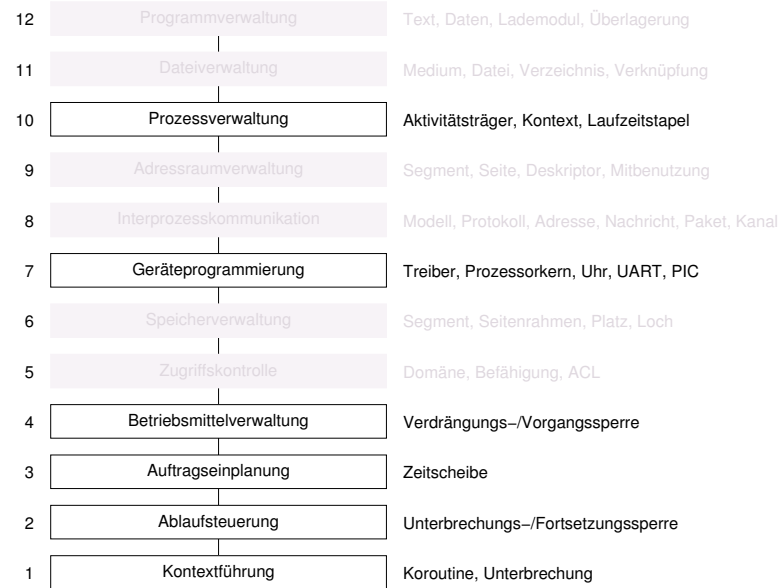 12 Programmverwaltung Text, Daten, Lademodul, Überlagerung
11 Dateiverwaltung Medium, Datei, Verzeichnis, Verknüpfung
10 Prozessverwaltung Aktivitätsträger, Kontext, Laufzeitstapel
9 Adressraumverwaltung Segment, Seite, Deskriptor, Mitbenutzung
8 Interprozesskommunikation Modell, Protokoll, Adresse, Nachricht, Paket, Kanal
7 Geräteprogrammierung Treiber, Prozessorkern, Uhr, UART, PIC
6 Speicherverwaltung Segment, Seitenrahmen, Platz, Loch
5 Zugriffskontrolle Domäne, Befähigung, ACL
4 Betriebsmittelverwaltung Verdrängungs−/Vorgangssperre
3 Auftragseinplanung Zeitscheibe
2 Ablaufsteuerung Unterbrechungs−/Fortsetzungssperre
1 Kontextführung Koroutine, Unterbrechung